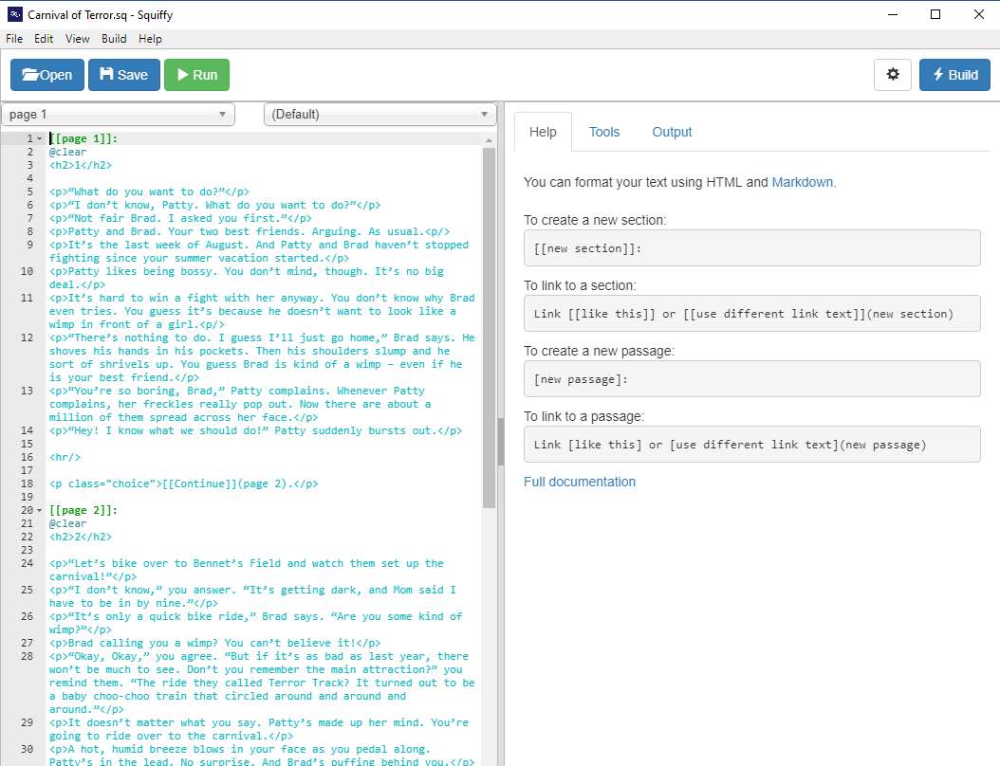 Carnival of Terror.sq - Squiffy
File Edit View Build Help
Open Save Run Build
page 1 (Default)
1 [[page 1]]:
2 @clear
3 <h2>1</h2>
4
5 <p>“What do you want to do?”</p>
6 <p>“I don’t know, Patty. What do you want to do?”</p>
7 <p>“Not fair Brad. I asked you first.”</p>
8 <p>Patty and Brad. Your two best friends. Arguing. As usual.<p/>
9 <p>It’s the last week of August. And Patty and Brad haven’t stopped
fighting since your summer vacation started.</p>
10 <p>Patty likes being bossy. You don’t mind, though. It’s no big
deal.</p>
11 <p>It’s hard to win a fight with her anyway. You don’t know why Brad
even tries. You guess it’s because he doesn’t want to look like a
wimp in front of a girl.<p/>
12 <p>“There’s nothing to do. I guess I’ll just go home,” Brad says. He
shoves his hands in his pockets. Then his shoulders slump and he
sort of shrivels up. You guess Brad is kind of a wimp – even if he
is your best friend.</p>
13 <p>“You’re so boring, Brad,” Patty complains. Whenever Patty
complains, her freckles really pop out. Now there are about a
million of them spread across her face.</p>
14 <p>“Hey! I know what we should do!” Patty suddenly bursts out.</p>
15
16 <hr/>
17
18 <p class="choice">[[Continue]](page 2).</p>
19
20 [[page 2]]:
21 @clear
22 <h2>2</h2>
23
24 <p>“Let’s bike over to Bennet’s Field and watch them set up the
carnival!”</p>
25 <p>“I don’t know,” you answer. “It’s getting dark, and Mom said I
have to be in by nine.”</p>
26 <p>“It’s only a quick bike ride,” Brad says. “Are you some kind of
wimp?”</p>
27 <p>Brad calling you a wimp? You can’t believe it!</p>
28 <p>“Okay, Okay,” you agree. “But if it’s as bad as last year, there
won’t be much to see. Don’t you remember the main attraction?” you
remind them. “The ride they called Terror Track? It turned out to be
a baby choo-choo train that circled around and around and
around.”</p>
29 <p>It doesn’t matter what you say. Patty’s made up her mind. You’re
going to ride over to the carnival.</p>
30 <p>A hot, humid breeze blows in your face as you pedal along.
Patty’s in the lead. No surprise. And Brad’s puffing behind you.</p>
Help Tools Output
You can format your text using HTML and Markdown.
To create a new section:
[[new section]]:
To link to a section:
Link [[like this]] or [[use different link text]](new section)
To create a new passage:
[new passage]:
To link to a passage:
Link [like this] or [use different link text](new passage)
Full documentation